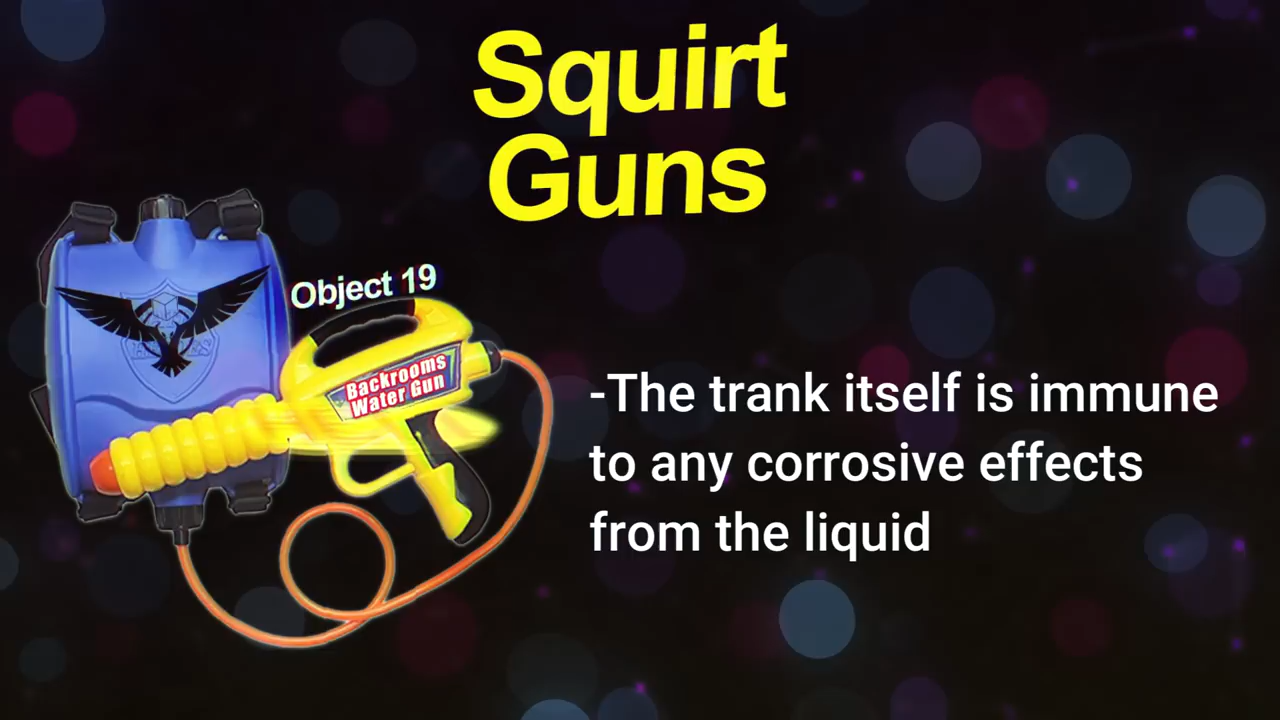 Squirt
Guns
Object 19
Backrooms
Water Gun
-The trank itself is immune
to any corrosive effects
from the liquid